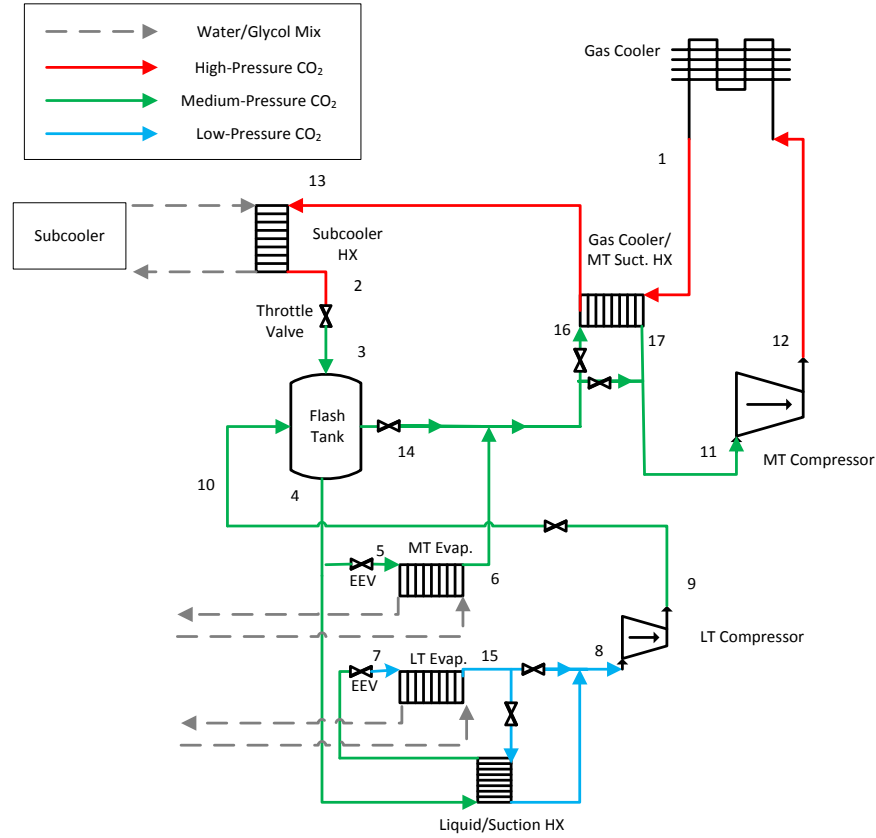 Water/Glycol Mix
High-Pressure CO₂
Medium-Pressure CO₂
Low-Pressure CO₂
Gas Cooler
1
13
Subcooler
Subcooler
HX
Gas Cooler/
MT Suct. HX
2
Throttle
Valve
16
17
12
3
Flash
Tank
14
11
MT Compressor
10
4
5
MT Evap.
EEV
6
9
7
LT Evap.
15
8
LT Compressor
EEV
Liquid/Suction HX